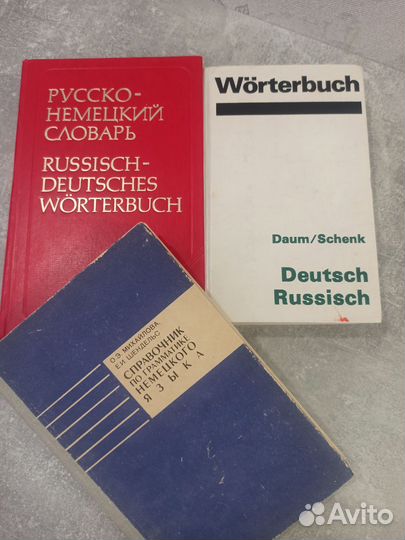 РУССКО-
НЕМЕЦКИЙ
СЛОВАРЬ
RUSSISCH-
DEUTSCHES
WÖRTERBUCH
Wörterbuch
Daum/Schenk
Deutsch
Russisch
О.Э. МИХАЙЛОВА,
Е.И. ШЕНДЕЛЬС
СПРАВОЧНИК
ПО ГРАММАТИКЕ
НЕМЕЦКОГО
ЯЗЫКА
Avito